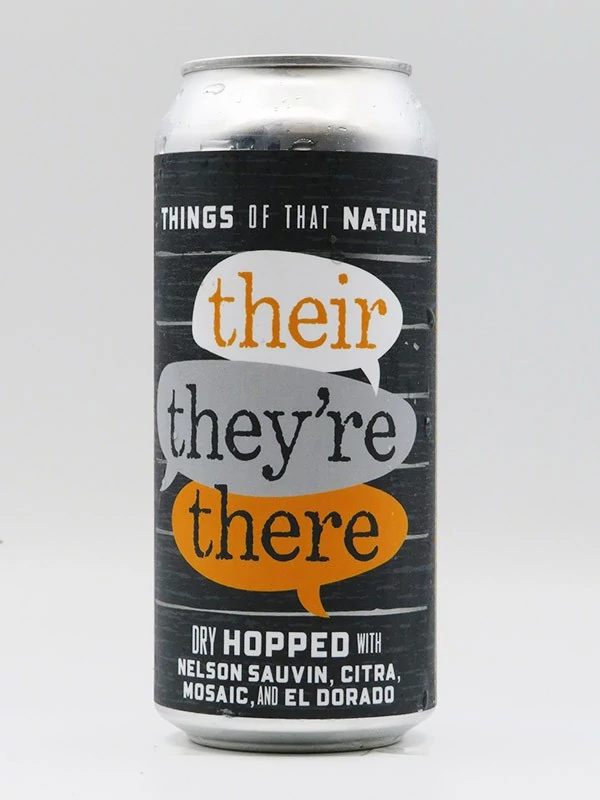 THINGS OF THAT NATURE
their
they're
there
DRY HOPPED WITH
NELSON SAUVIN, CITRA,
MOSAIC, AND EL DORADO